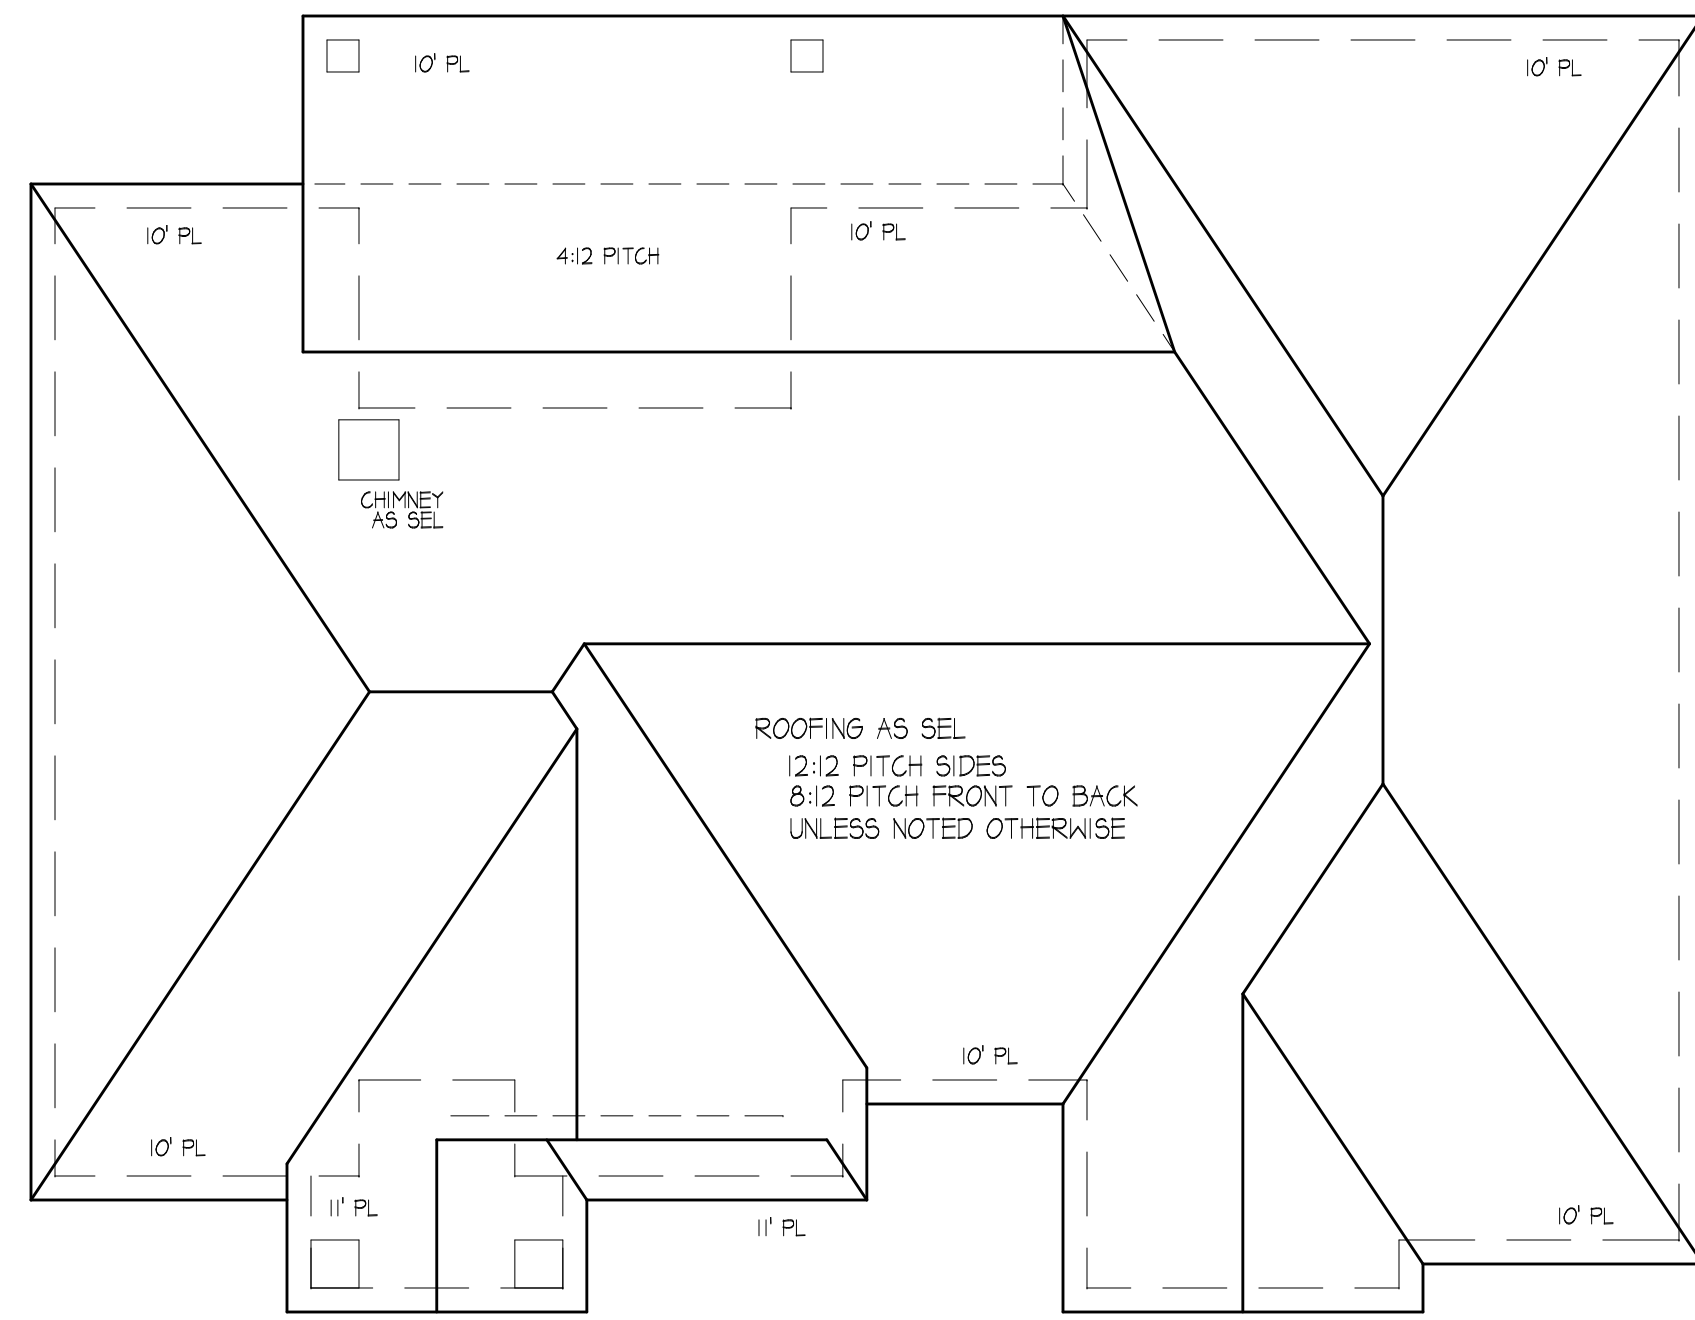 10' PL
10' PL
10' PL
10' PL
4:12 PITCH
CHIMNEY
AS SEL
ROOFING AS SEL
12:12 PITCH SIDES
8:12 PITCH FRONT TO BACK
UNLESS NOTED OTHERWISE
10' PL
10' PL
11' PL
11' PL
10' PL